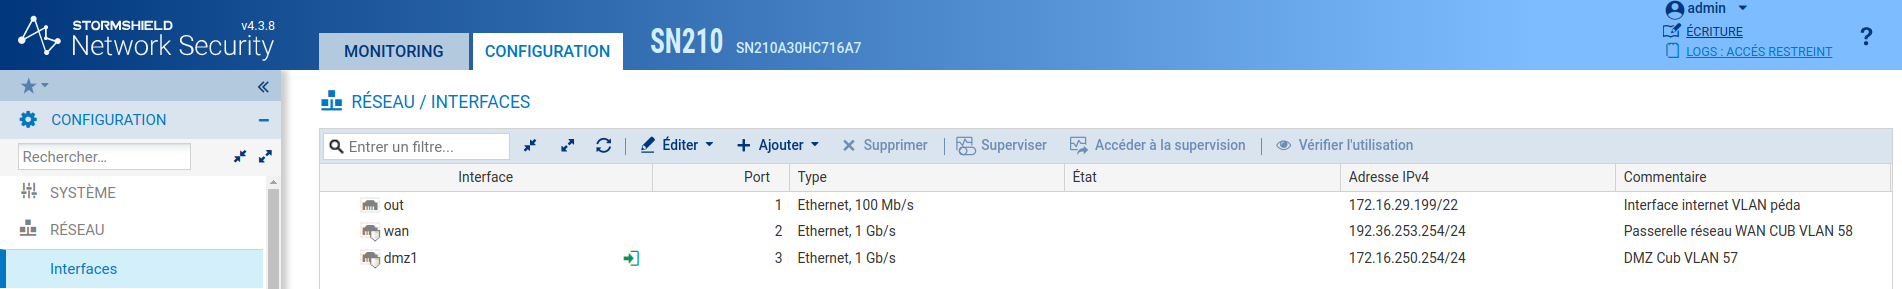 STORMSHIELD v4.3.8
Network Security
MONITORING CONFIGURATION SN210 SN210A30HC716A7
admin
ÉCRITURE
LOGS : ACCÉS RESTREINT
?
CONFIGURATION
Rechercher...
SYSTÈME
RÉSEAU
Interfaces
RÉSEAU / INTERFACES
Entrer un filtre... Éditer Ajouter Supprimer Superviser Accéder à la supervision Vérifier l'utilisation
Interface Port Type État Adresse IPv4 Commentaire
out 1 Ethernet, 100 Mb/s 172.16.29.199/22 Interface internet VLAN péda
wan 2 Ethernet, 1 Gb/s 192.36.253.254/24 Passerelle réseau WAN CUB VLAN 58
dmz1 3 Ethernet, 1 Gb/s 172.16.250.254/24 DMZ Cub VLAN 57